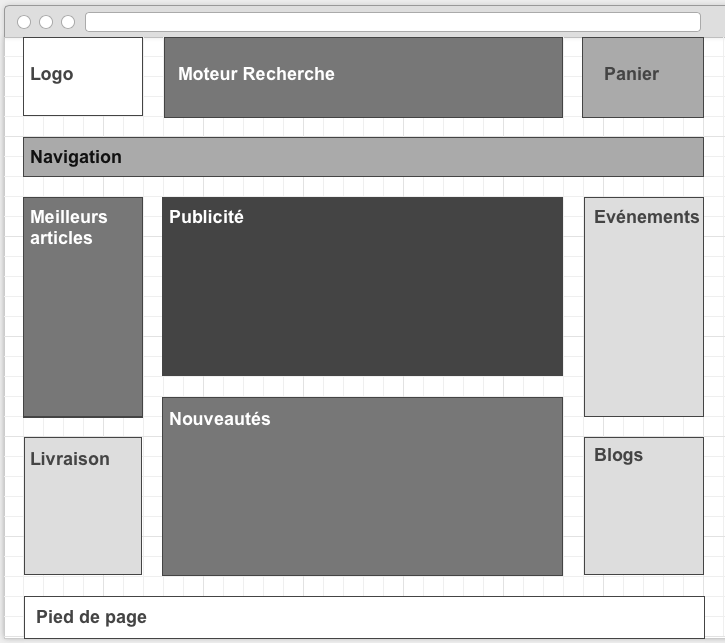 Logo
Moteur Recherche
Panier
Navigation
Meilleurs
articles
Publicité
Evénements
Nouveautés
Livraison
Blogs
Pied de page